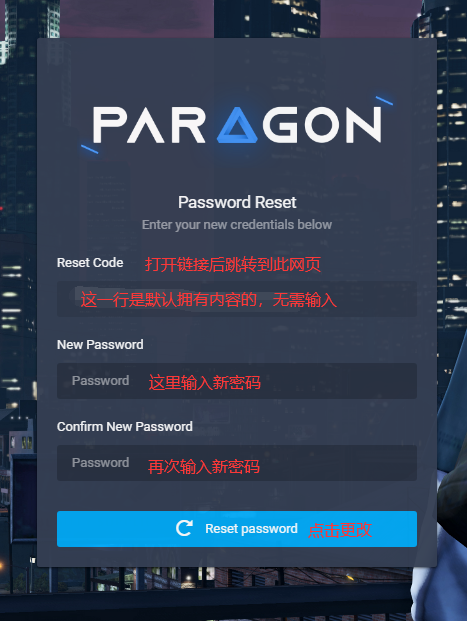 PARAGON
Password Reset
Enter your new credentials below
Reset Code 打开链接后跳转到此网页
这一行是默认拥有内容的，无需输入
New Password
Password 这里输入新密码
Confirm New Password
Password 再次输入新密码
Reset password 点击更改